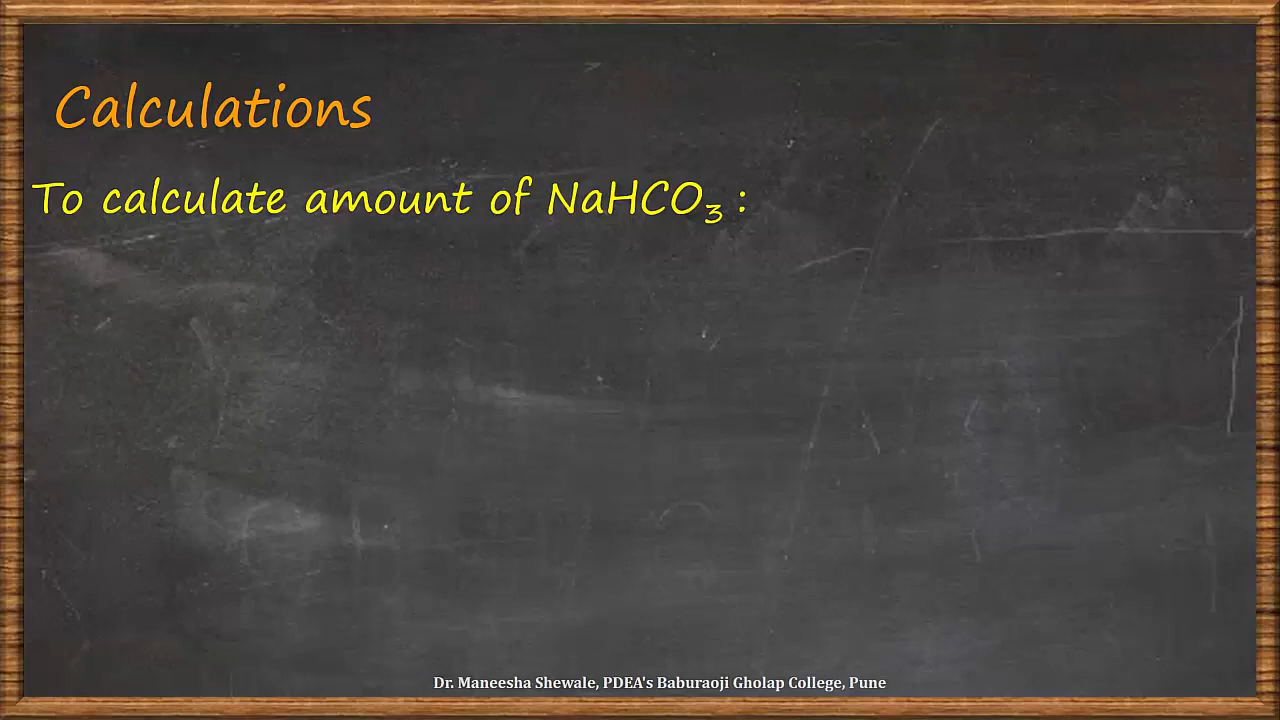 Calculations
To calculate amount of NaHCO₃ :
Dr. Maneesha Shewale, PDEA's Baburaoji Gholap College, Pune